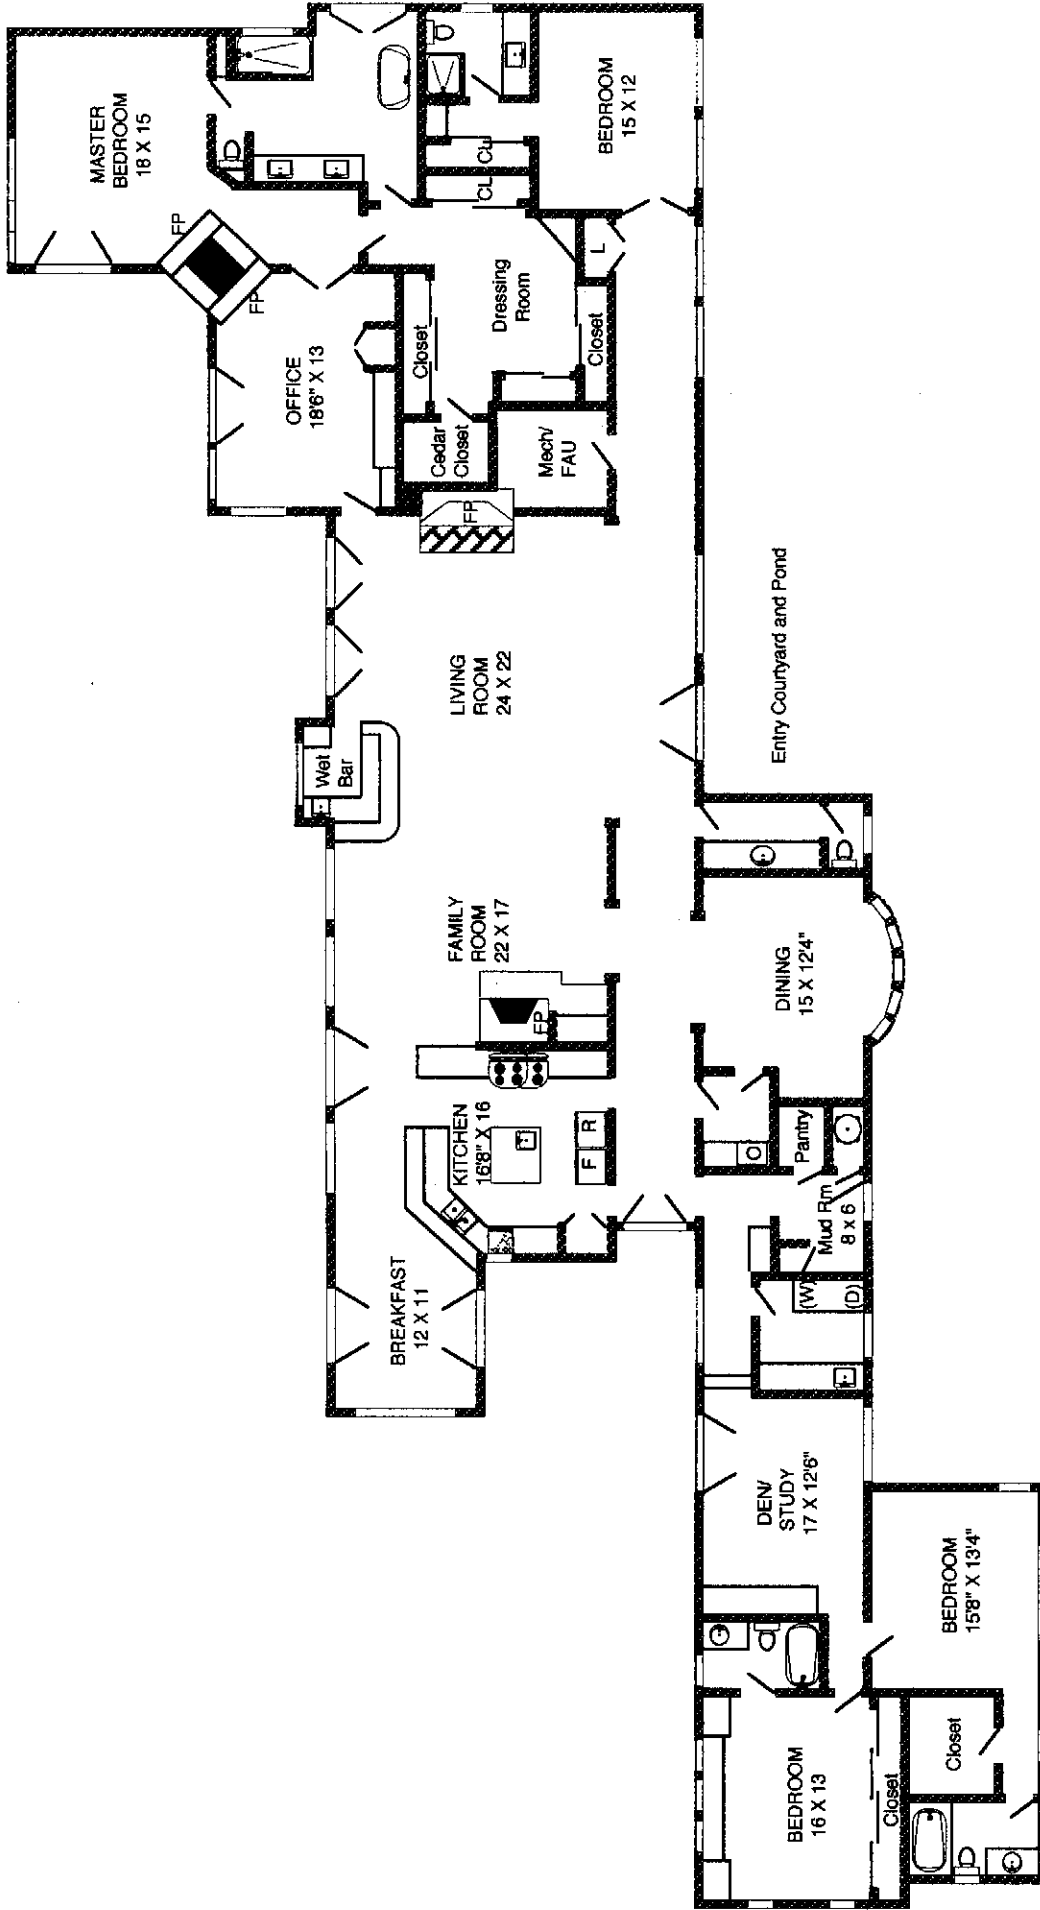 MASTER
BEDROOM
18 X 15
FP
FP
OFFICE
18'6" X 13
BEDROOM
15 X 12
CL
CL
Dressing
Room
L
Closet
Closet
Cedar
Closet
Mech/
FAU
FP
LIVING
ROOM
24 X 22
Wet
Bar
Entry Courtyard and Pond
FAMILY
ROOM
22 X 17
FP
DINING
15 X 12'4"
KITCHEN
16'8" X 16
F
R
Pantry
Mud Rm
8 x 6
BREAKFAST
12 X 11
(W)
(D)
DEN/
STUDY
17 X 12'6"
BEDROOM
15'8" X 13'4"
BEDROOM
16 X 13
Closet
Closet